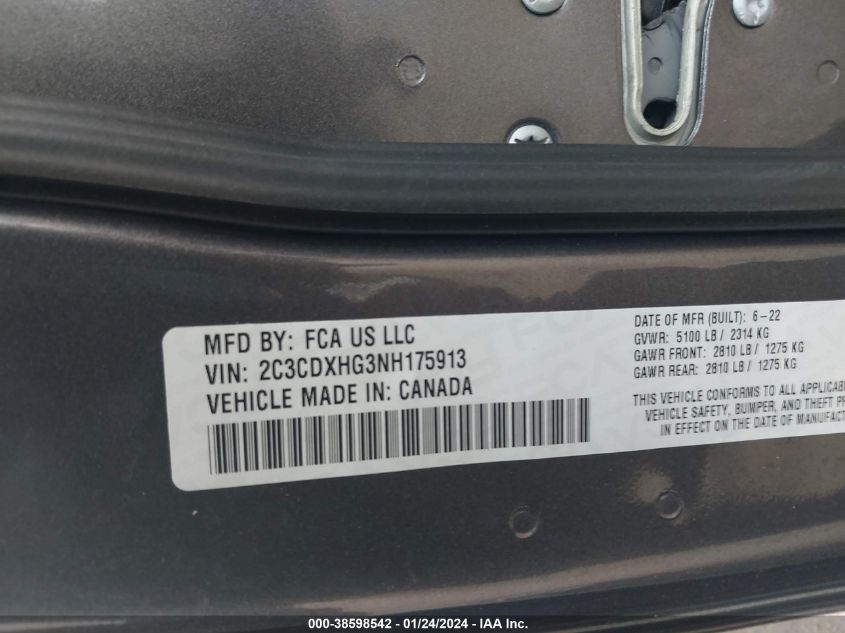 MFD BY: FCA US LLC
VIN: 2C3CDXHG3NH175913
VEHICLE MADE IN: CANADA
DATE OF MFR (BUILT): 6-22
GVWR: 5100 LB / 2314 KG
GAWR FRONT: 2810 LB / 1275 KG
GAWR REAR: 2810 LB / 1275 KG
THIS VEHICLE CONFORMS TO ALL
VEHICLE SAFETY, BUMPER, AND THEFT
IN EFFECT ON THE DATE OF
000-38598542 - 01/24/2024 - IAA Inc.